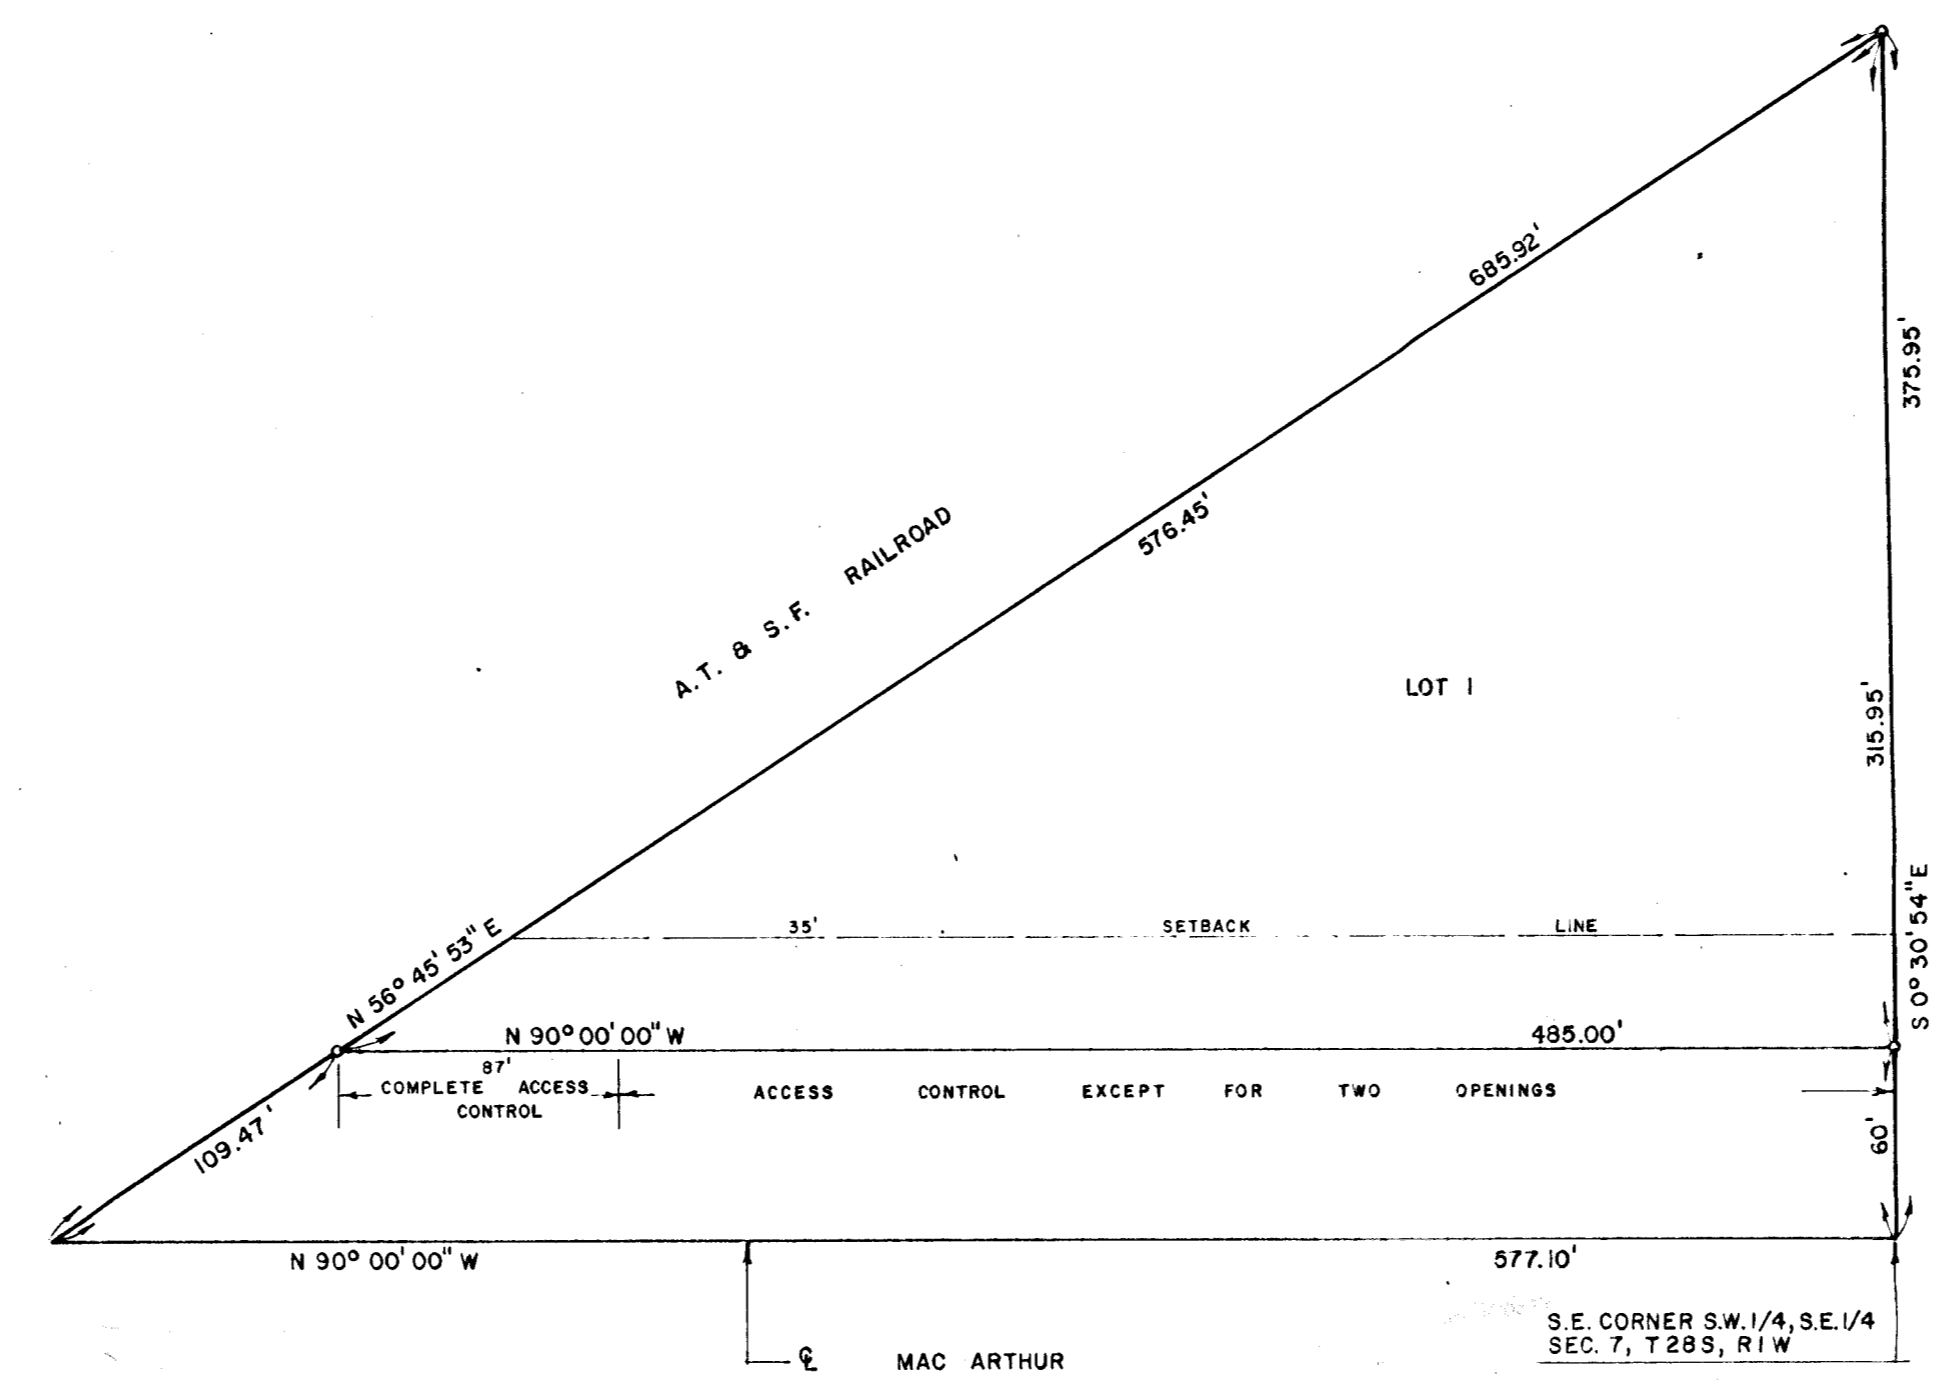 685.92'
375.95'
576.45'
A.T. & S.F. RAILROAD
LOT 1
315.95'
S 0° 30' 54" E
N 56° 45' 53" E
35' SETBACK LINE
N 90° 00' 00" W
485.00'
87'
COMPLETE ACCESS
CONTROL
ACCESS CONTROL EXCEPT FOR TWO OPENINGS
109.47'
60'
N 90° 00' 00" W
577.10'
S.E. CORNER S.W. 1/4, S.E. 1/4
SEC. 7, T28S, R1W
℄ MAC ARTHUR